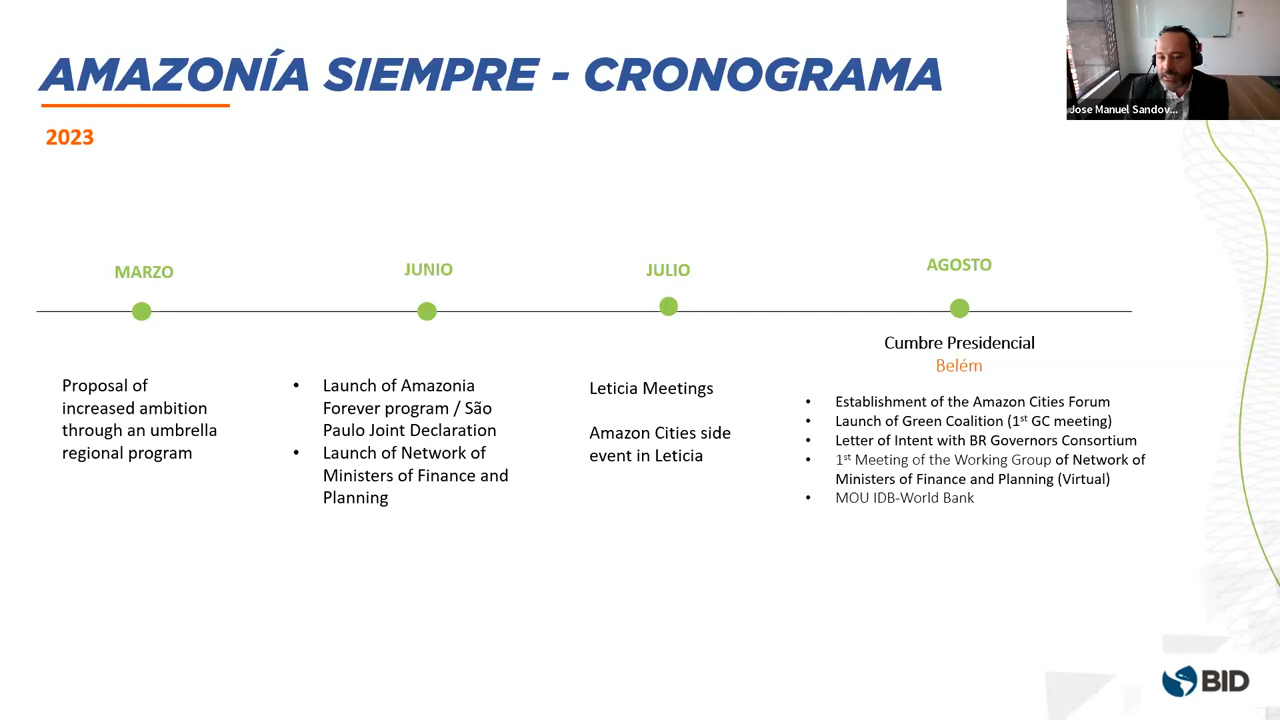 AMAZONÍA SIEMPRE - CRONOGRAMA
2023
Jose Manuel Sandov...
MARZO
Proposal of
increased ambition
through an umbrella
regional program
JUNIO
• Launch of Amazonia
Forever program / São
Paulo Joint Declaration
• Launch of Network of
Ministers of Finance and
Planning
JULIO
Leticia Meetings
Amazon Cities side
event in Leticia
AGOSTO
Cumbre Presidencial
Belém
• Establishment of the Amazon Cities Forum
• Launch of Green Coalition (1st GC meeting)
• Letter of Intent with BR Governors Consortium
• 1st Meeting of the Working Group of Network of
Ministers of Finance and Planning (Virtual)
• MOU IDB-World Bank
BID